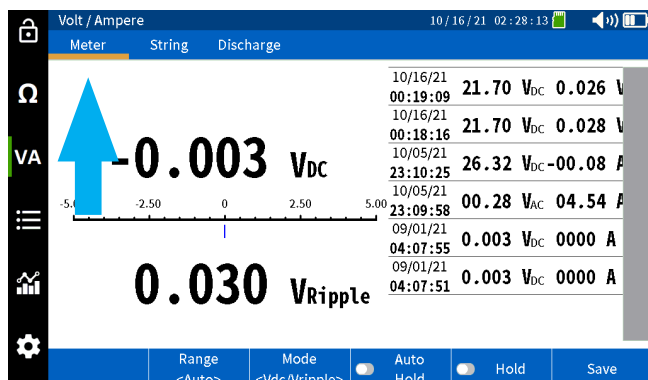 Volt / Ampere 10/16/21 02:28:13
Meter String Discharge
Ω
VA
-0.003 VDC
-5.0 -2.50 0 2.50 5.00
0.030 VRipple
10/16/21
00:19:09 21.70 VDC 0.026 V
10/16/21
00:18:16 21.70 VDC 0.028 V
10/05/21
23:10:25 26.32 VDC -00.08 A
10/05/21
23:09:58 00.28 VAC 04.54 A
09/01/21
04:07:55 0.003 VDC 0000 A
09/01/21
04:07:51 0.003 VDC 0000 A
Range
<Auto>
Mode
<Vdc/Vripple>
Auto
Hold
Hold
Save